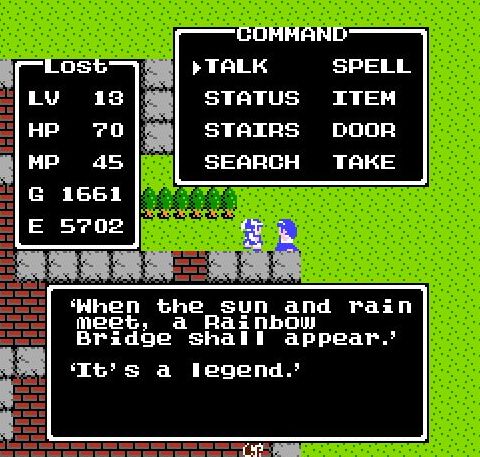 COMMAND
TALK SPELL
STATUS ITEM
STAIRS DOOR
SEARCH TAKE
Lost
LV 13
HP 70
MP 45
G 1661
E 5702
‘When the sun and rain
meet, a Rainbow
Bridge shall appear.’
‘It’s a legend.’